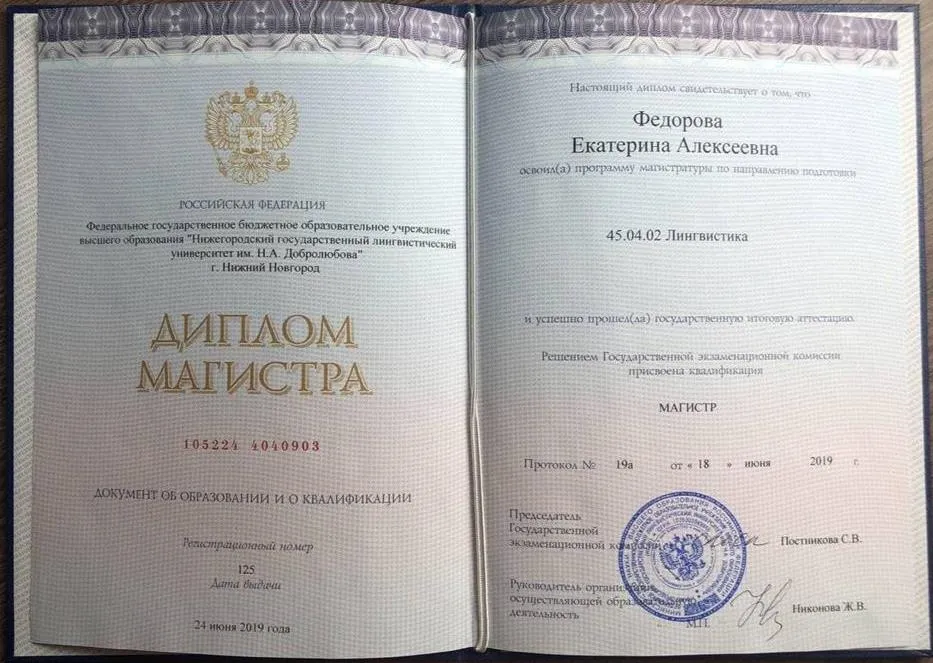 РОССИЙСКАЯ ФЕДЕРАЦИЯ
Федеральное государственное бюджетное образовательное учреждение
высшего образования "Нижегородский государственный лингвистический
университет им. Н.А. Добролюбова"
г. Нижний Новгород
ДИПЛОМ
МАГИСТРА
105224 4040903
ДОКУМЕНТ ОБ ОБРАЗОВАНИИ И О КВАЛИФИКАЦИИ
Регистрационный номер
125
Дата выдачи
24 июня 2019 года
Настоящий диплом свидетельствует о том, что
Федорова
Екатерина Алексеевна
освоил(а) программу магистратуры по направлению подготовки
45.04.02 Лингвистика
и успешно прошел(ла) государственную итоговую аттестацию.
Решением Государственной экзаменационной комиссии
присвоена квалификация
МАГИСТР
Протокол № 19а от « 18 » июня 2019 г.
Председатель
Государственной
экзаменационной комиссии Постникова С.В.
Руководитель организации,
осуществляющей образовательную
деятельность Никонова Ж.В.
М.П.